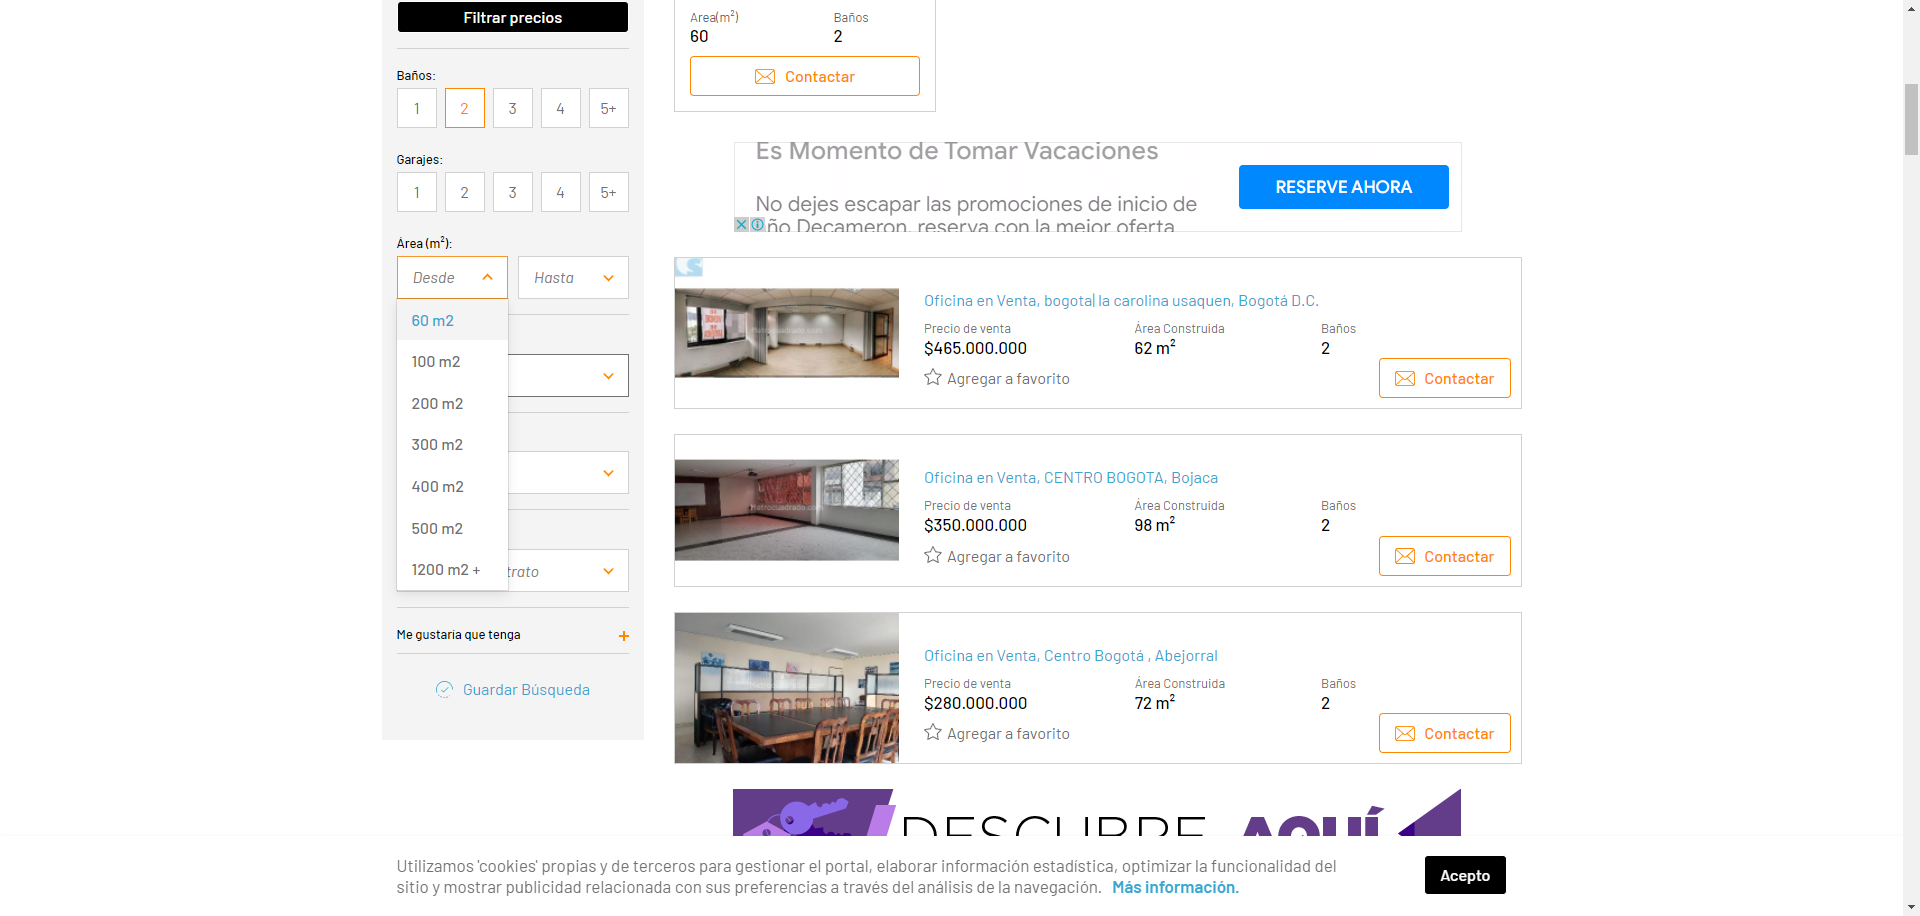 Filtrar precios
Baños:
1
2
3
4
5+
Garajes:
1
2
3
4
5+
Área (m²):
Desde
Hasta
60 m2
100 m2
200 m2
300 m2
400 m2
500 m2
1200 m2 +
trato
Me gustaría que tenga
+
Guardar Búsqueda
Area(m²)
Baños
60
2
Contactar
Es Momento de Tomar Vacaciones
No dejes escapar las promociones de inicio de
ño Decameron, reserva con la mejor oferta
RESERVE AHORA
Oficina en Venta, bogota| la carolina usaquen, Bogotá D.C.
Precio de venta
Área Construida
Baños
$465.000.000
62 m²
2
Agregar a favorito
Contactar
Oficina en Venta, CENTRO BOGOTA, Bojaca
Precio de venta
Área Construida
Baños
$350.000.000
98 m²
2
Agregar a favorito
Contactar
Oficina en Venta, Centro Bogotá , Abejorral
Precio de venta
Área Construida
Baños
$280.000.000
72 m²
2
Agregar a favorito
Contactar
DESCUBRE AQUÍ
Utilizamos 'cookies' propias y de terceros para gestionar el portal, elaborar información estadística, optimizar la funcionalidad del
sitio y mostrar publicidad relacionada con sus preferencias a través del análisis de la navegación. Más información.
Acepto